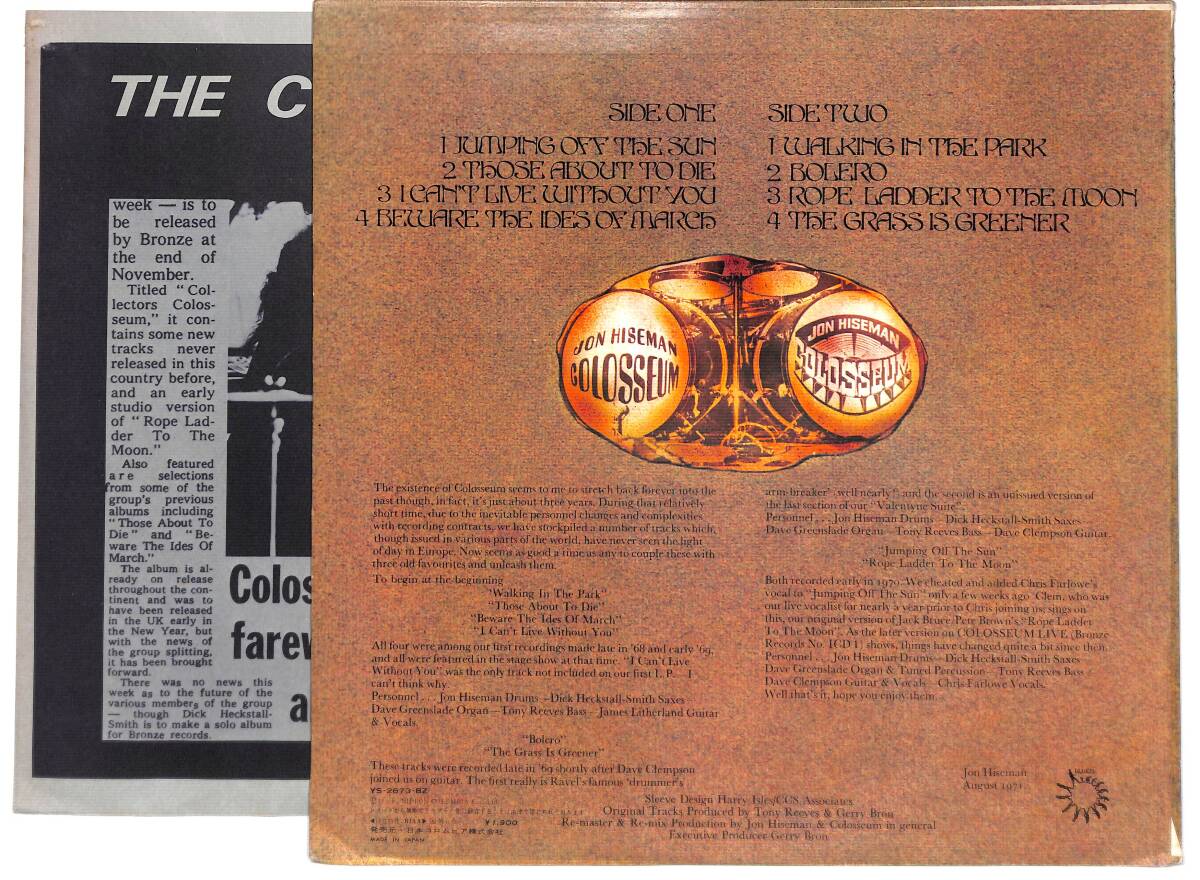 THE C
week — is to
be released
by Bronze at
the end of
November.
Titled "Col-
lectors Colos-
seum," it con-
tains some new
tracks never
released in this
country before,
and an early
studio version
of "Rope Lad-
der To The
Moon."
Also featured
are selections
from some of the
group's previous
albums including
"Those About To
Die" and "Be-
ware The Ides Of
March."
The album is al-
ready on release
throughout the con-
tinent and was to
have been released
in the UK early in
the New Year, but
with the news of
the group splitting,
it has been brought
forward.
There was no news this
week as to the future of the
various members of the group
— though Dick Heckstall-
Smith is to make a solo album
for Bronze records.
Colos
farew
a
SIDE ONE
1 JUMPING OFF THE SUN
2 THOSE ABOUT TO DIE
3 I CAN'T LIVE WITHOUT YOU
4 BEWARE THE IDES OF MARCH
SIDE TWO
1 WALKING IN THE PARK
2 BOLERO
3 ROPE LADDER TO THE MOON
4 THE GRASS IS GREENER
JON HISEMAN
COLOSSEUM
JON HISEMAN
COLOSSEUM
The existence of Colosseum seems to me to stretch back forever into the
past though, in fact, it's just about three years. During that relatively
short time, due to the inevitable personnel changes and complexities
with recording contracts, we have stockpiled a number of tracks which,
though issued in various parts of the world, have never seen the light
of day in Europe. Now seems as good a time as any to couple these with
three old favourites and unleash them.
To begin at the beginning
"Walking In The Park"
"Those About To Die"
"Beware The Ides Of March"
"I Can't Live Without You"
All four were among our first recordings made late in '68 and early '69,
and all were featured in the stage show at that time. "I Can't Live
Without You" was the only track not included on our first L.P. I
can't think why.
Personnel . . . Jon Hiseman Drums – Dick Heckstall-Smith Saxes
Dave Greenslade Organ – Tony Reeves Bass – James Litherland Guitar
& Vocals.
"Bolero"
"The Grass Is Greener"
These tracks were recorded late in '69 shortly after Dave Clempson
joined us on guitar. The first really is Ravel's famous 'drummer's
arm-breaker' (well nearly!) and the second is an unissued version of
the last section of our "Valentyne Suite".
Personnel . . . Jon Hiseman Drums – Dick Heckstall-Smith Saxes
Dave Greenslade Organ – Tony Reeves Bass – Dave Clempson Guitar.
"Jumping Off The Sun"
"Rope Ladder To The Moon"
Both recorded early in 1970. We cheated and added Chris Farlowe's
vocal to "Jumping Off The Sun" only a few weeks ago. Clem, who was
our live vocalist for nearly a year prior to Chris joining us, sings on
this, our original version of Jack Bruce/Pete Brown's "Rope Ladder
To The Moon". As the later version on COLOSSEUM LIVE (Bronze
Records No. ICD 1) shows, things have changed quite a bit since then.
Personnel . . . Jon Hiseman Drums – Dick Heckstall-Smith Saxes
Dave Greenslade Organ & Tuned Percussion – Tony Reeves Bass
Dave Clempson Guitar & Vocals – Chris Farlowe Vocals.
Well that's it, hope you enjoy them.
Jon Hiseman
August 1971
YS-2673-BZ
¥1,900
発売元・日本コロムビア株式会社
MADE IN JAPAN
Sleeve Design Harry Isles/CCS Associates
Original Tracks Produced by Tony Reeves & Gerry Bron
Re-master & Re-mix Production by Jon Hiseman & Colosseum in general
Executive Producer Gerry Bron